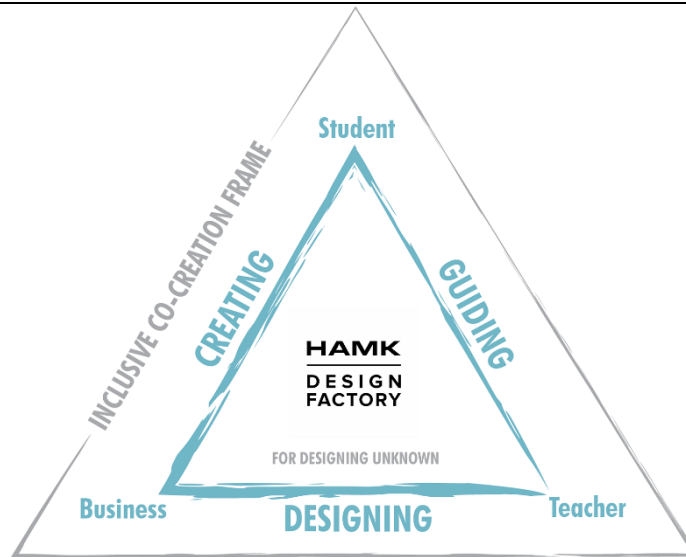 Student
INCLUSIVE CO-CREATION FRAME
CREATING
GUIDING
HAMK
DESIGN
FACTORY
FOR DESIGNING UNKNOWN
Business
DESIGNING
Teacher